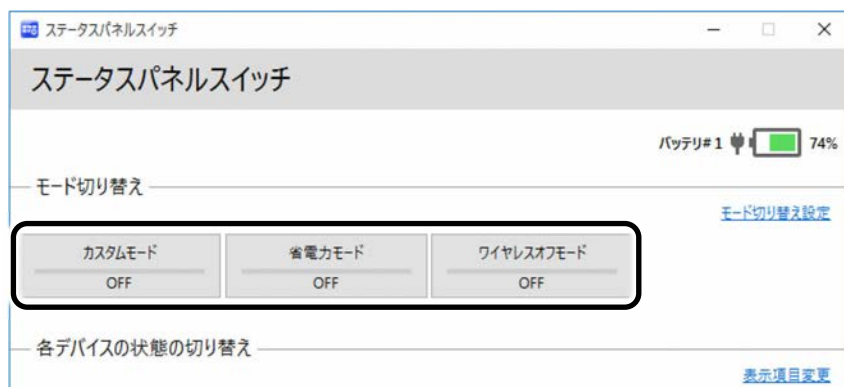 ステータスパネルスイッチ
ステータスパネルスイッチ
バッテリ#1 74%
モード切り替え
モード切り替え設定
カスタムモード 省電力モード ワイヤレスオフモード
OFF OFF OFF
各デバイスの状態の切り替え
表示項目変更